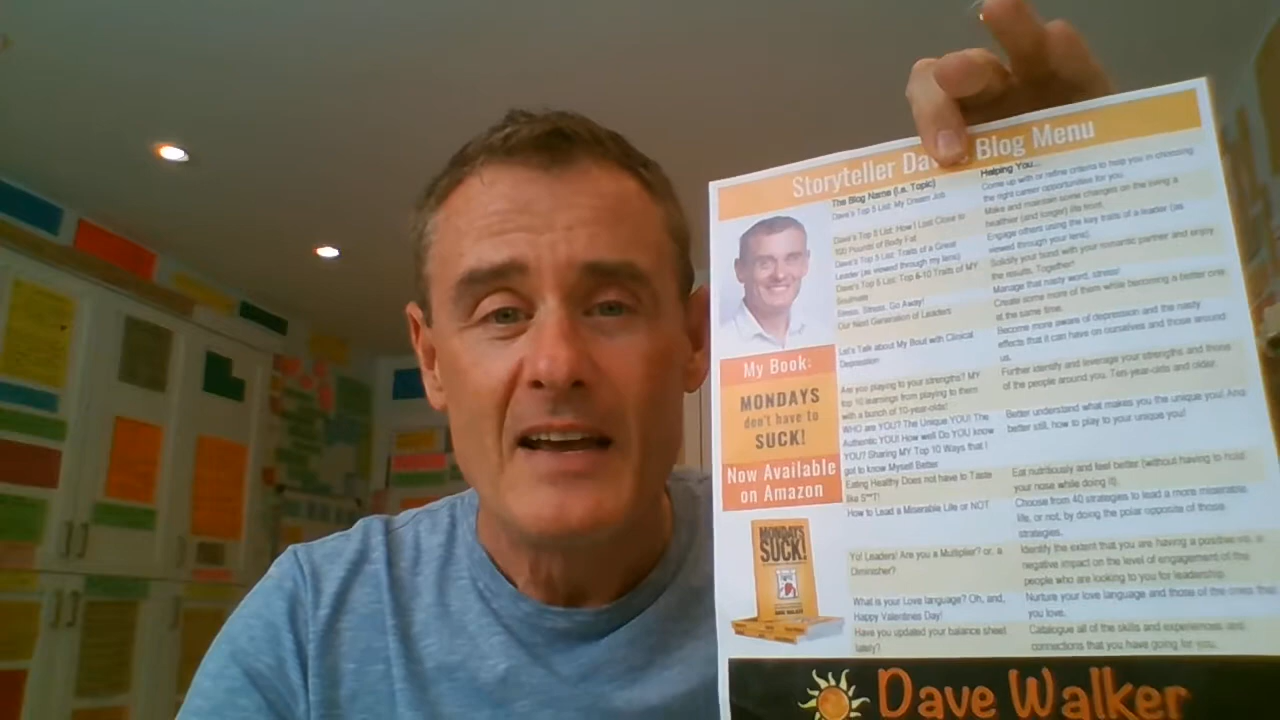 Storyteller Dave's Blog Menu
The Blog Name (i.e. Topic)
Helping You...
Dave's Top 5 List: My Dream Job
Come up with or refine criteria to help you in choosing
the right career opportunities for you.
Dave's Top 5 List: How I Lost Close to
100 Pounds of Body Fat
Make and maintain some changes on the living a
healthier (and longer) life front.
Dave's Top 5 List: Traits of a Great
Leader (as viewed through my lens)
Engage others using the key traits of a leader (as
viewed through your lens).
Dave's Top 5 List: Top 6-10 Traits of MY
Soulmate
Solidify your bond with your romantic partner and enjoy
the results. Together!
Stress. Stress. Go Away!
Manage that nasty word, stress!
Our Next Generation of Leaders
Create some more of them while becoming a better one
at the same time.
Let's Talk about My Bout with Clinical
Depression
Become more aware of depression and the nasty
effects that it can have on ourselves and those around
us.
Are you playing to your strengths? MY
top 10 learnings from playing to them
with a bunch of 10-year-olds!
Further identify and leverage your strengths and those
of the people around you. Ten-year-olds and older.
WHO are YOU? The Unique YOU! The
Authentic YOU! How well Do YOU know
YOU? Sharing MY Top 10 Ways that I
got to know Myself Better
Better understand what makes you the unique you! And
better still, how to play to your unique you!
Eating Healthy Does not have to Taste
like S**T!
Eat nutritiously and feel better (without having to hold
your nose while doing it).
How to Lead a Miserable Life or NOT
Choose from 40 strategies to lead a more miserable
life, or not, by doing the polar opposite of those
strategies.
Yo! Leaders! Are you a Multiplier? or, a
Diminisher?
Identify the extent that you are having a positive vs. a
negative impact on the level of engagement of the
people who are looking to you for leadership.
What is your Love language? Oh, and,
Happy Valentines Day!
Nurture your love language and those of the ones that
you love.
Have you updated your balance sheet
lately?
Catalogue all of the skills and experiences and
connections that you have going for you.
My Book:
MONDAYS
don't have to
SUCK!
Now Available
on Amazon
MONDAYS
SUCK!
DAVE WALKER
Dave Walker